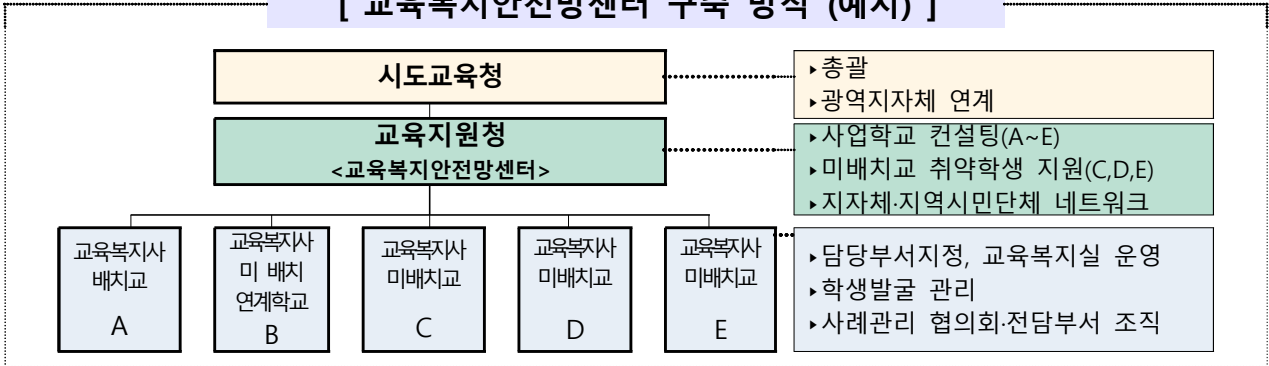 [ 교육복지안전망센터 구축 방식 (예시) ]
시도교육청
▸총괄
▸광역지자체 연계
교육지원청
<교육복지안전망센터>
▸사업학교 컨설팅(A~E)
▸미배치교 취약학생 지원(C,D,E)
▸지자체·지역시민단체 네트워크
교육복지사
배치교
A
교육복지사
미 배치
연계학교
B
교육복지사
미배치교
C
교육복지사
미배치교
D
교육복지사
미배치교
E
▸담당부서지정, 교육복지실 운영
▸학생발굴 관리
▸사례관리 협의회·전담부서 조직